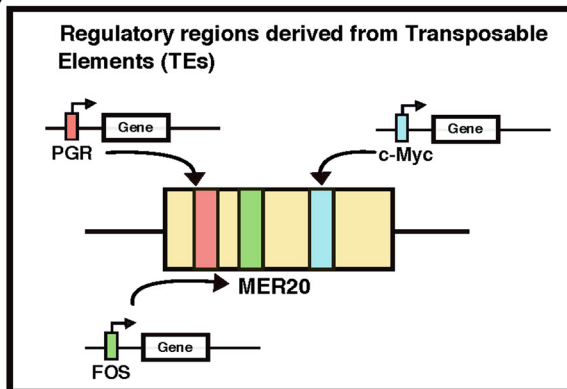 Regulatory regions derived from Transposable
Elements (TEs)
Gene
PGR
Gene
c-Myc
MER20
Gene
FOS